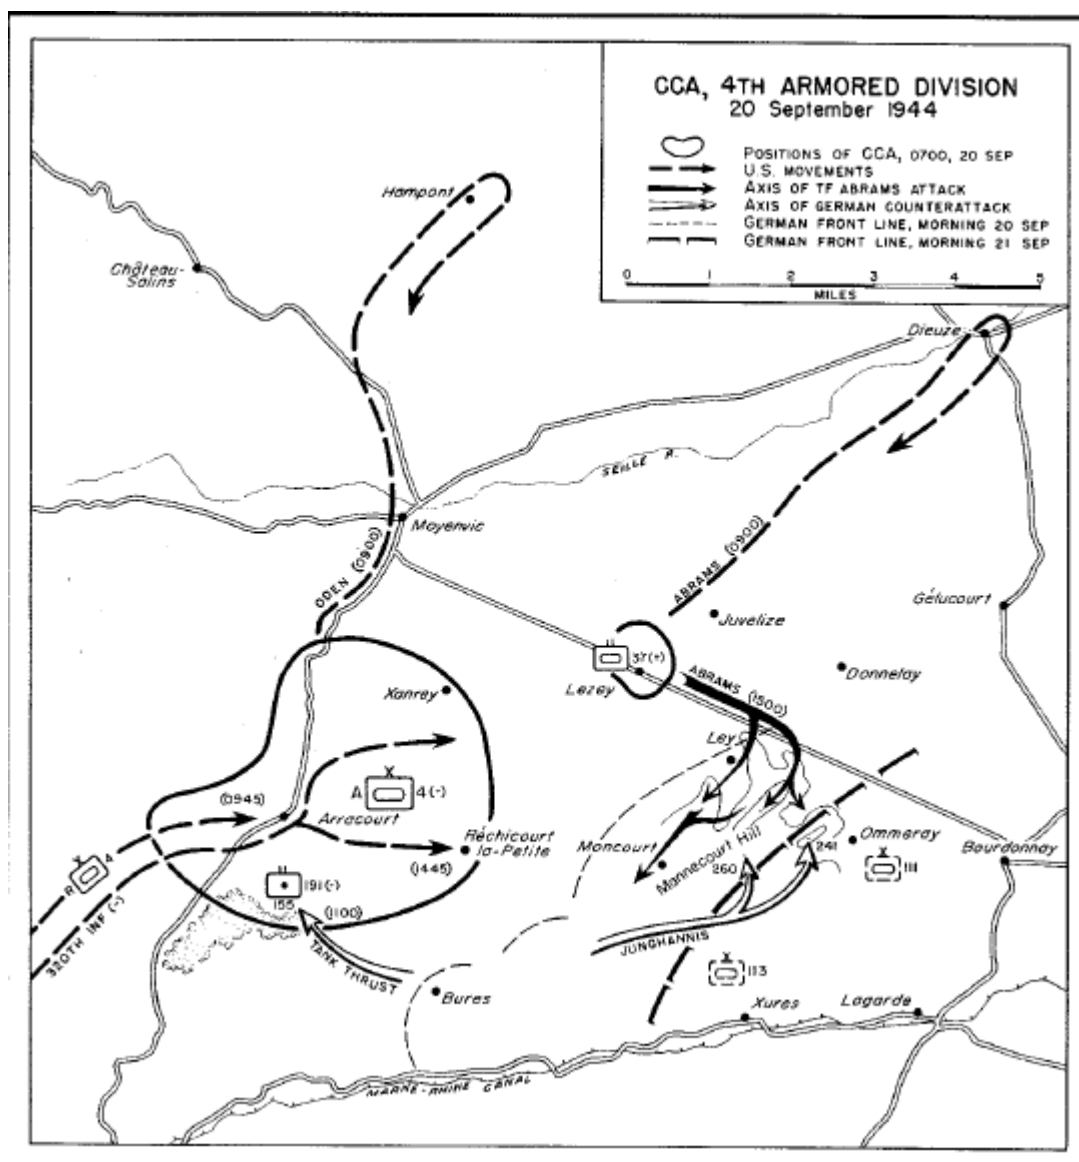 CCA, 4TH ARMORED DIVISION
20 September 1944
POSITIONS OF CCA, 0700, 20 SEP
U.S. MOVEMENTS
AXIS OF TF ABRAMS ATTACK
AXIS OF GERMAN COUNTERATTACK
GERMAN FRONT LINE, MORNING 20 SEP
GERMAN FRONT LINE, MORNING 21 SEP
0 1 2 3 4 5
MILES
Hampont
Château-
Salins
Dieuze
SEILLE R.
Moyenvic
ODEN (0900)
ABRAMS (0900)
Juvelize
Gélucourt
II
37(+)
Lezey
Donnelay
Xanrey
ABRAMS (1500)
Ley
X
A 4(-)
(0945)
Arracourt
Réchicourt
la-Petite
(1445)
Moncourt
Mannecourt Hill
260
241
Ommeray
X
111
Bourdonnay
X
R 4
320TH INF (-)
II
191(-)
155
(1100)
TANK THRUST
JUNGHANNIS
X
113
Bures
Xures
Lagarde
MARNE-RHINE CANAL